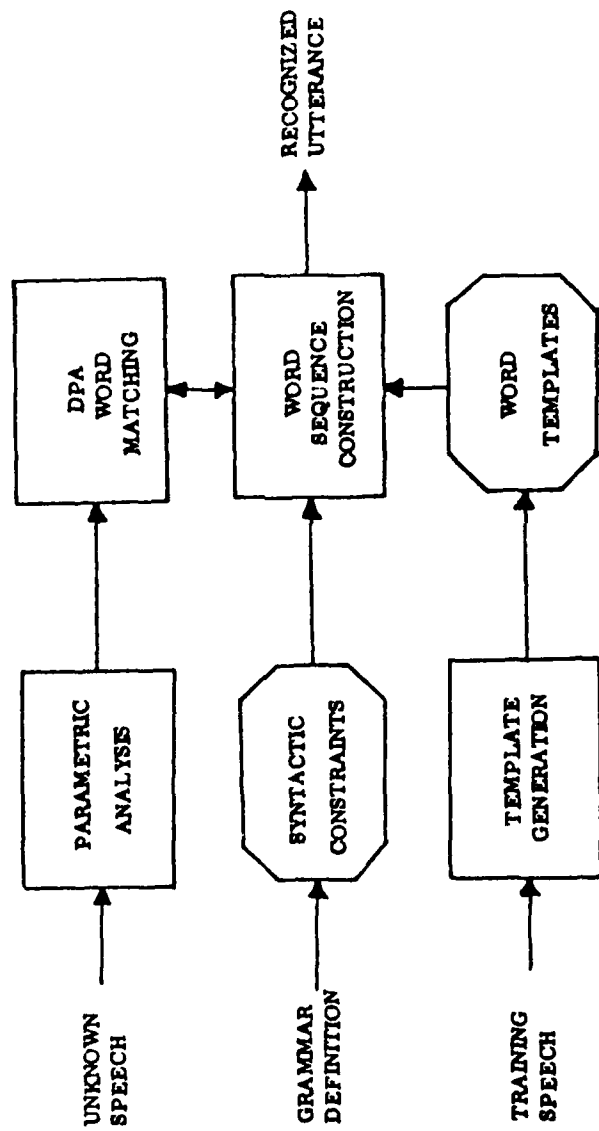 UNKNOWN
SPEECH
PARAMETRIC
ANALYSIS
DPA
WORD
MATCHING
GRAMMAR
DEFINITION
SYNTACTIC
CONSTRAINTS
WORD
SEQUENCE
CONSTRUCTION
RECOGNIZED
UTTERANCE
TRAINING
SPEECH
TEMPLATE
GENERATION
WORD
TEMPLATES